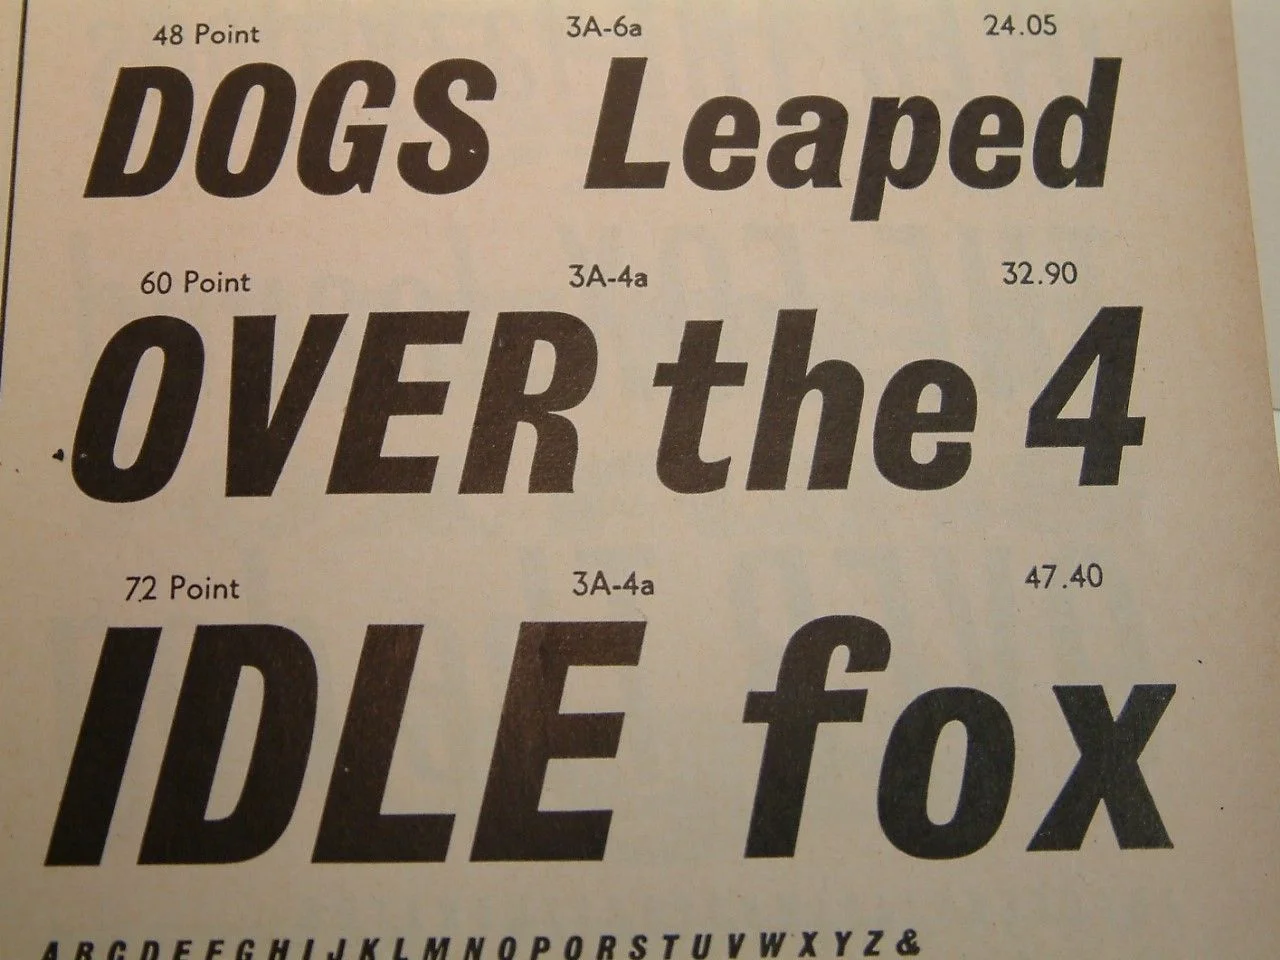 48 Point 3A-6a 24.05
DOGS Leaped
60 Point 3A-4a 32.90
OVER the 4
72 Point 3A-4a 47.40
IDLE fox
A B C D E F G H I J K L M N O P Q R S T U V W X Y Z &